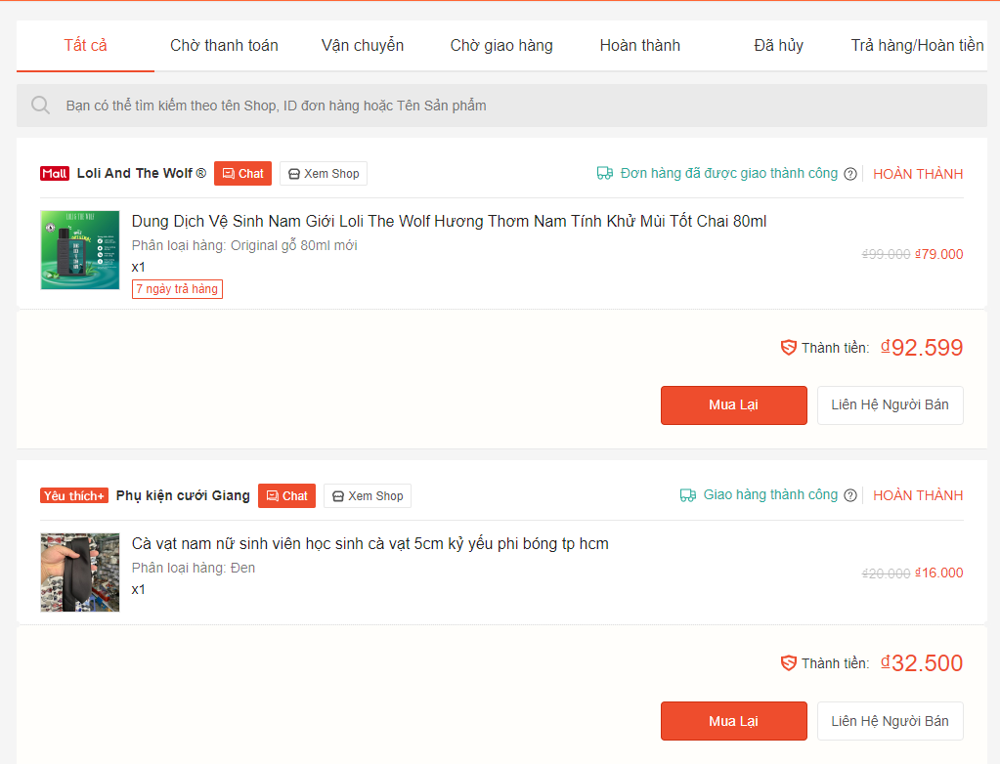 Tất cả Chờ thanh toán Vận chuyển Chờ giao hàng Hoàn thành Đã hủy Trả hàng/Hoàn tiền
Bạn có thể tìm kiếm theo tên Shop, ID đơn hàng hoặc Tên Sản phẩm
Mall Loli And The Wolf ® Chat Xem Shop Đơn hàng đã được giao thành công ? HOÀN THÀNH
Dung Dịch Vệ Sinh Nam Giới Loli The Wolf Hương Thơm Nam Tính Khử Mùi Tốt Chai 80ml
Phân loại hàng: Original gỗ 80ml mới
x1
₫99.000 ₫79.000
7 ngày trả hàng
Thành tiền: ₫92.599
Mua Lại Liên Hệ Người Bán
Yêu thích+ Phụ kiện cưới Giang Chat Xem Shop Giao hàng thành công ? HOÀN THÀNH
Cà vạt nam nữ sinh viên học sinh cà vạt 5cm kỷ yếu phi bóng tp hcm
Phân loại hàng: Đen
₫20.000 ₫16.000
x1
Thành tiền: ₫32.500
Mua Lại Liên Hệ Người Bán